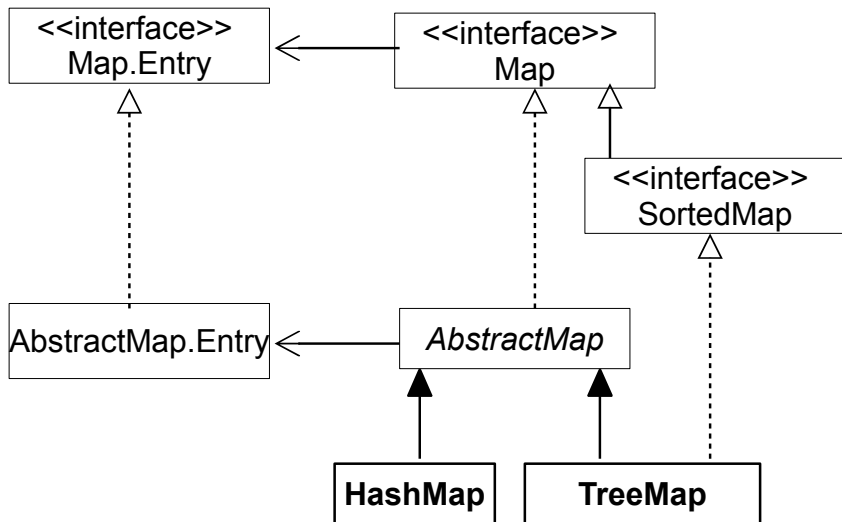 <<interface>>
Map.Entry
<<interface>>
Map
<<interface>>
SortedMap
AbstractMap.Entry
AbstractMap
HashMap
TreeMap